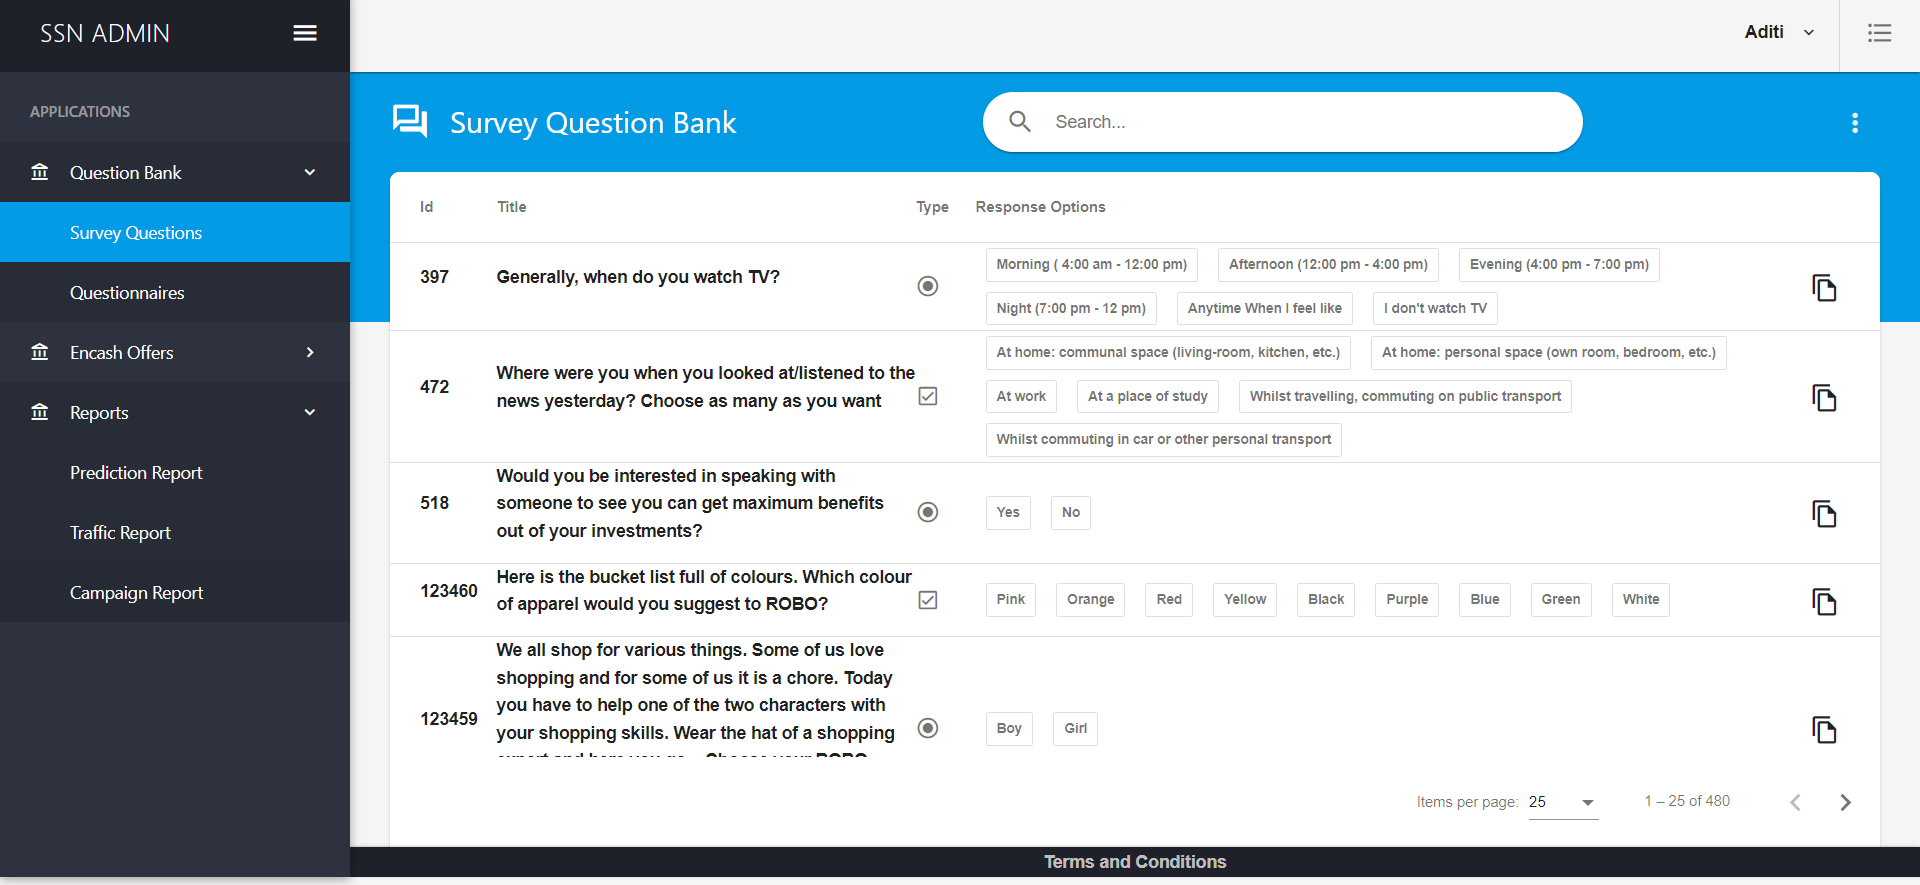 SSN ADMIN
Aditi
APPLICATIONS
Question Bank
Survey Questions
Questionnaires
Encash Offers
Reports
Prediction Report
Traffic Report
Campaign Report
Survey Question Bank
Search...
Id Title Type Response Options
397
Generally, when do you watch TV?
Morning ( 4:00 am - 12:00 pm) Afternoon (12:00 pm - 4:00 pm) Evening (4:00 pm - 7:00 pm)
Night (7:00 pm - 12 pm) Anytime When I feel like I don't watch TV
472
Where were you when you looked at/listened to the
news yesterday? Choose as many as you want
At home: communal space (living-room, kitchen, etc.) At home: personal space (own room, bedroom, etc.)
At work At a place of study Whilst travelling, commuting on public transport
Whilst commuting in car or other personal transport
518
Would you be interested in speaking with
someone to see you can get maximum benefits
out of your investments?
Yes No
123460
Here is the bucket list full of colours. Which colour
of apparel would you suggest to ROBO?
Pink Orange Red Yellow Black Purple Blue Green White
123459
We all shop for various things. Some of us love
shopping and for some of us it is a chore. Today
you have to help one of the two characters with
your shopping skills. Wear the hat of a shopping
Boy Girl
Items per page: 25 1 – 25 of 480
Terms and Conditions